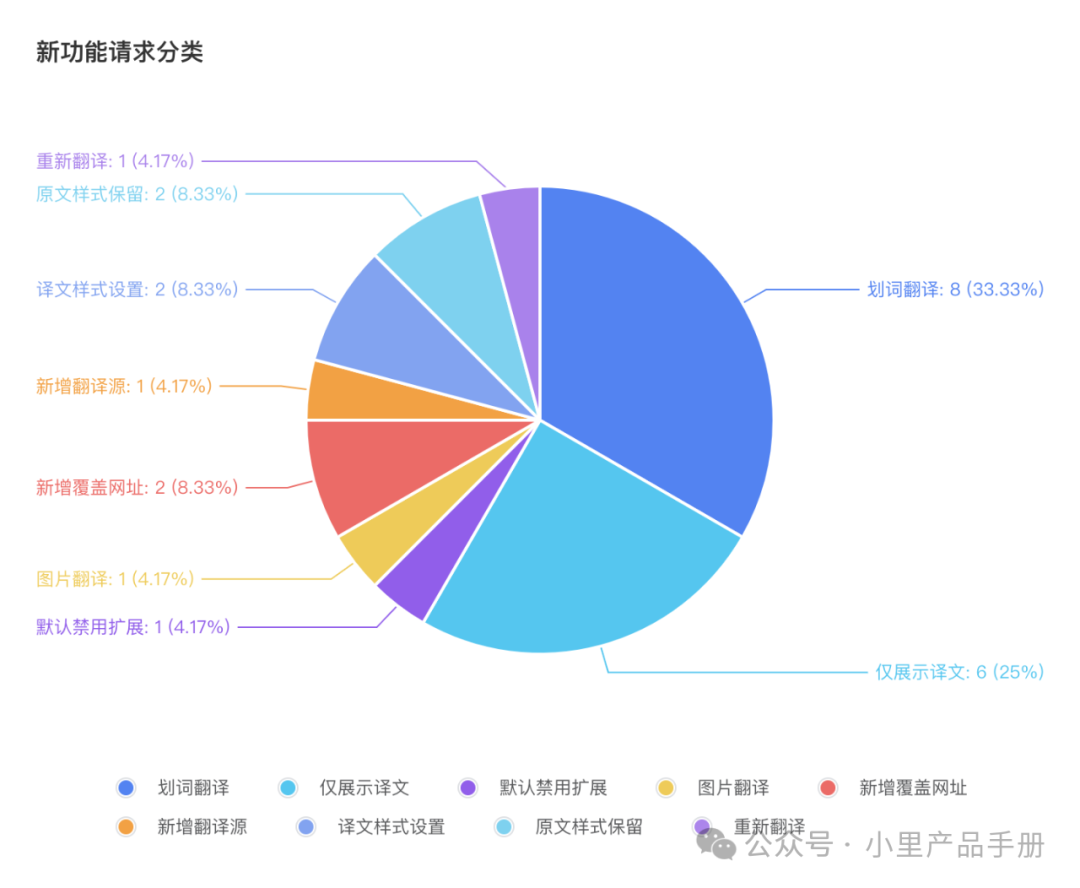 新功能请求分类
重新翻译: 1 (4.17%)
原文样式保留: 2 (8.33%)
译文样式设置: 2 (8.33%)
划词翻译: 8 (33.33%)
新增翻译源: 1 (4.17%)
新增覆盖网址: 2 (8.33%)
图片翻译: 1 (4.17%)
默认禁用扩展: 1 (4.17%)
仅展示译文: 6 (25%)
划词翻译 仅展示译文 默认禁用扩展 图片翻译 新增覆盖网址
新增翻译源 译文样式设置 原文样式保留 重新翻译
公众号 · 小里产品手册